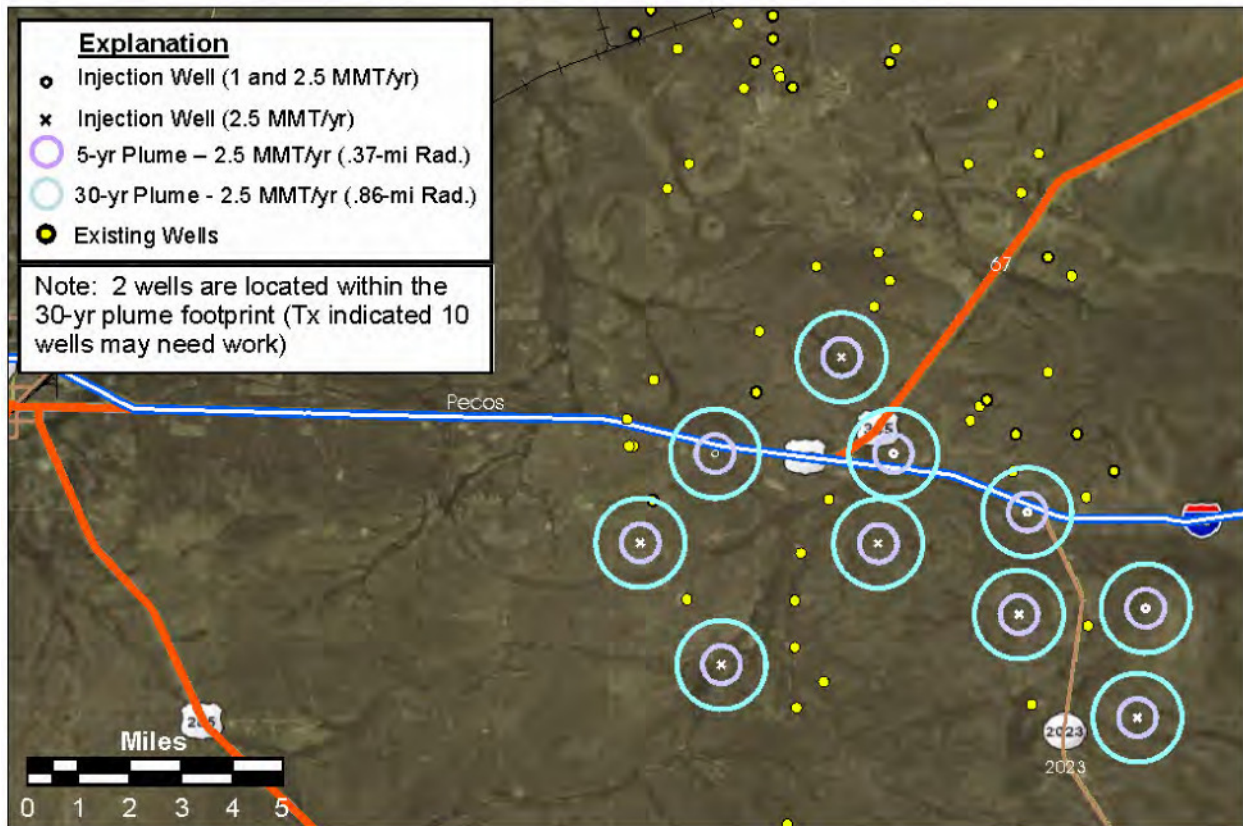 Explanation
Injection Well (1 and 2.5 MMT/yr)
Injection Well (2.5 MMT/yr)
5-yr Plume – 2.5 MMT/yr (.37-mi Rad.)
30-yr Plume - 2.5 MMT/yr (.86-mi Rad.)
Existing Wells
Note: 2 wells are located within the
30-yr plume footprint (Tx indicated 10
wells may need work)
67
Pecos
285
2023
2023
Miles
0 1 2 3 4 5